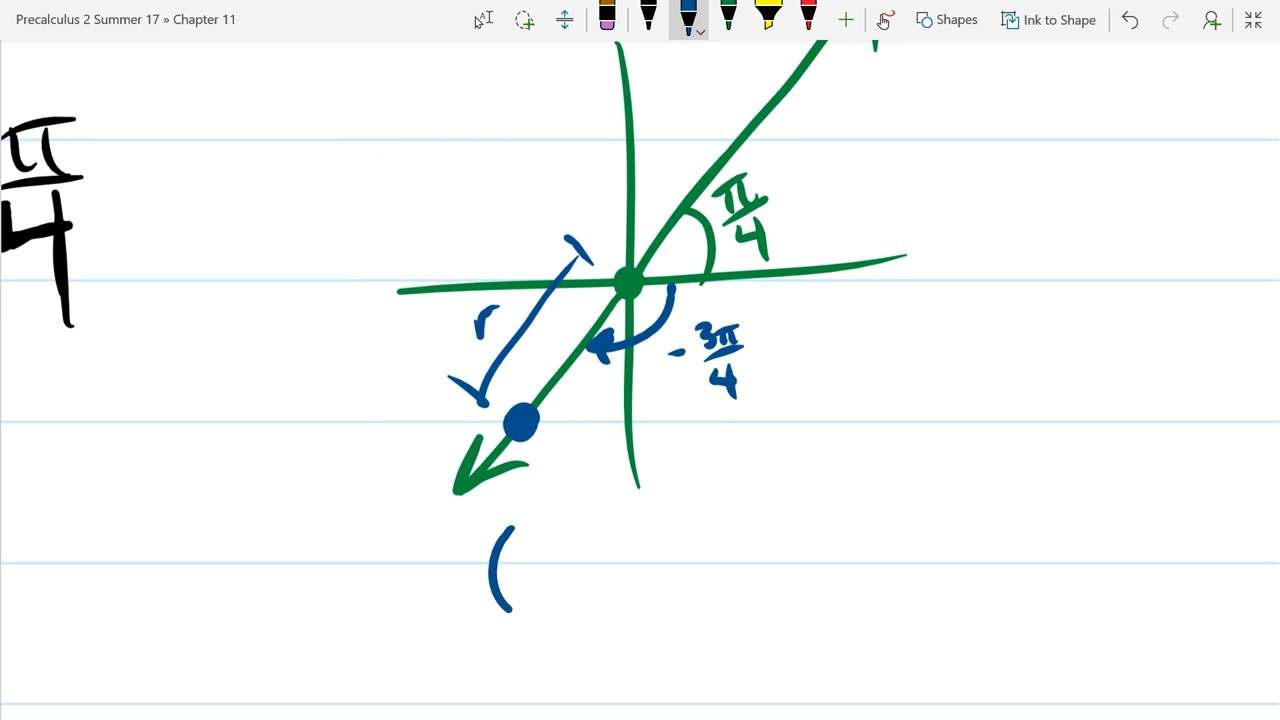 Precalculus 2 Summer 17 » Chapter 11
Shapes
Ink to Shape
π/4
π/4
r
- 3π/4
(